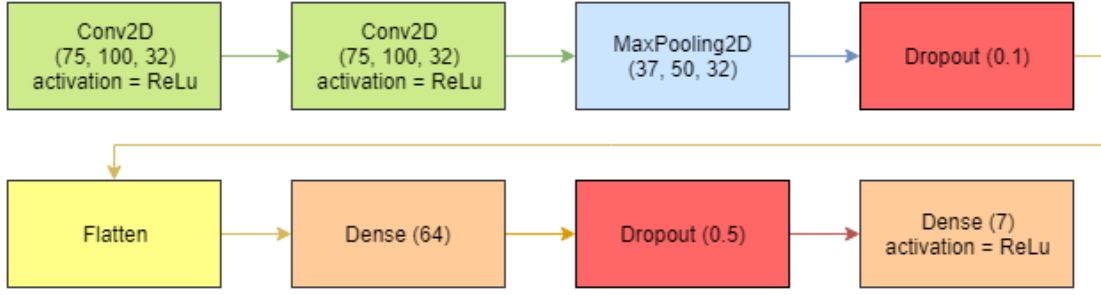 Conv2D
(75, 100, 32)
activation = ReLu
Conv2D
(75, 100, 32)
activation = ReLu
MaxPooling2D
(37, 50, 32)
Dropout (0.1)
Flatten
Dense (64)
Dropout (0.5)
Dense (7)
activation = ReLu